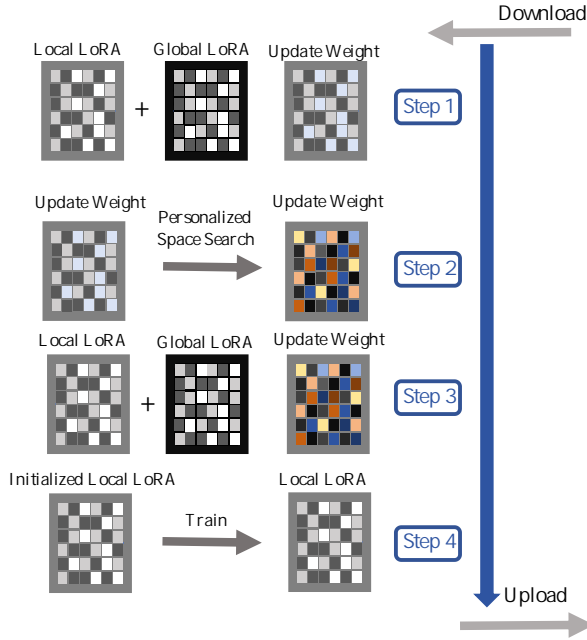 Download
Local LoRA
Global LoRA
Update Weight
+
Step 1
Update Weight
Personalized
Space Search
Update Weight
Step 2
Local LoRA
Global LoRA
Update Weight
+
Step 3
Initialized Local LoRA
Train
Local LoRA
Step 4
Upload